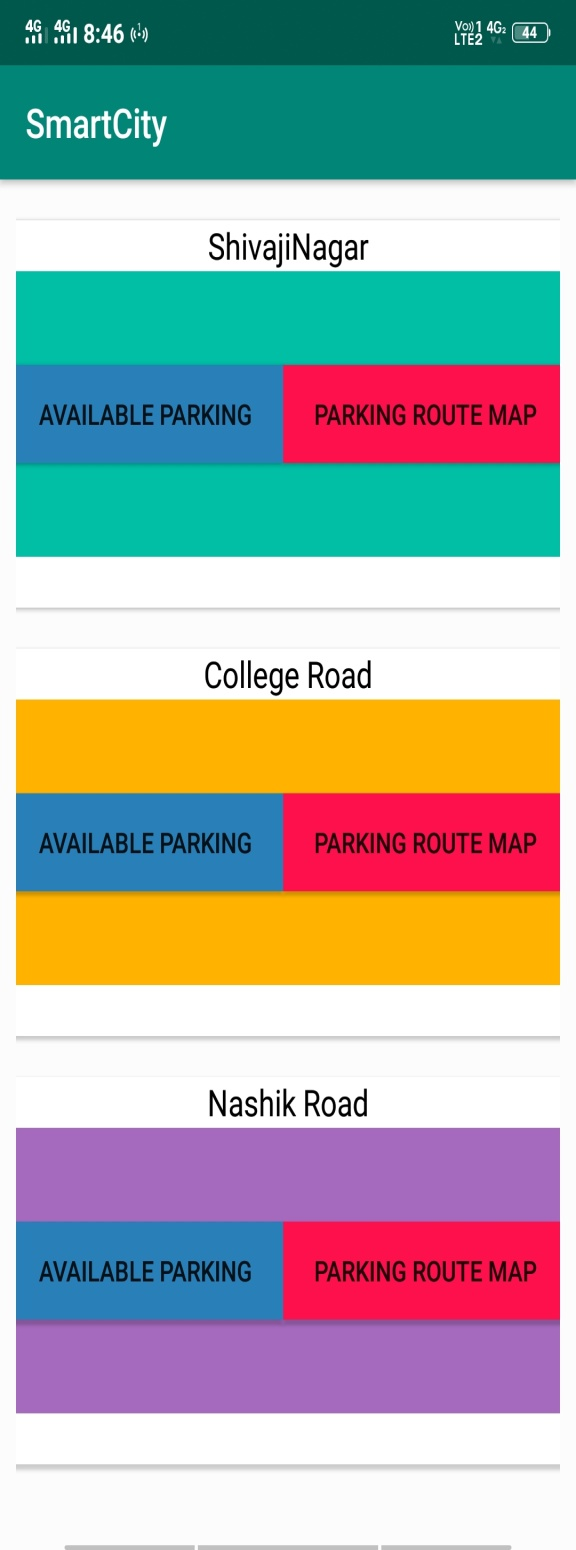 4G 4G 8:46 Vo)) 1 4G2 44
LTE2
SmartCity
ShivajiNagar
AVAILABLE PARKING PARKING ROUTE MAP
College Road
AVAILABLE PARKING PARKING ROUTE MAP
Nashik Road
AVAILABLE PARKING PARKING ROUTE MAP